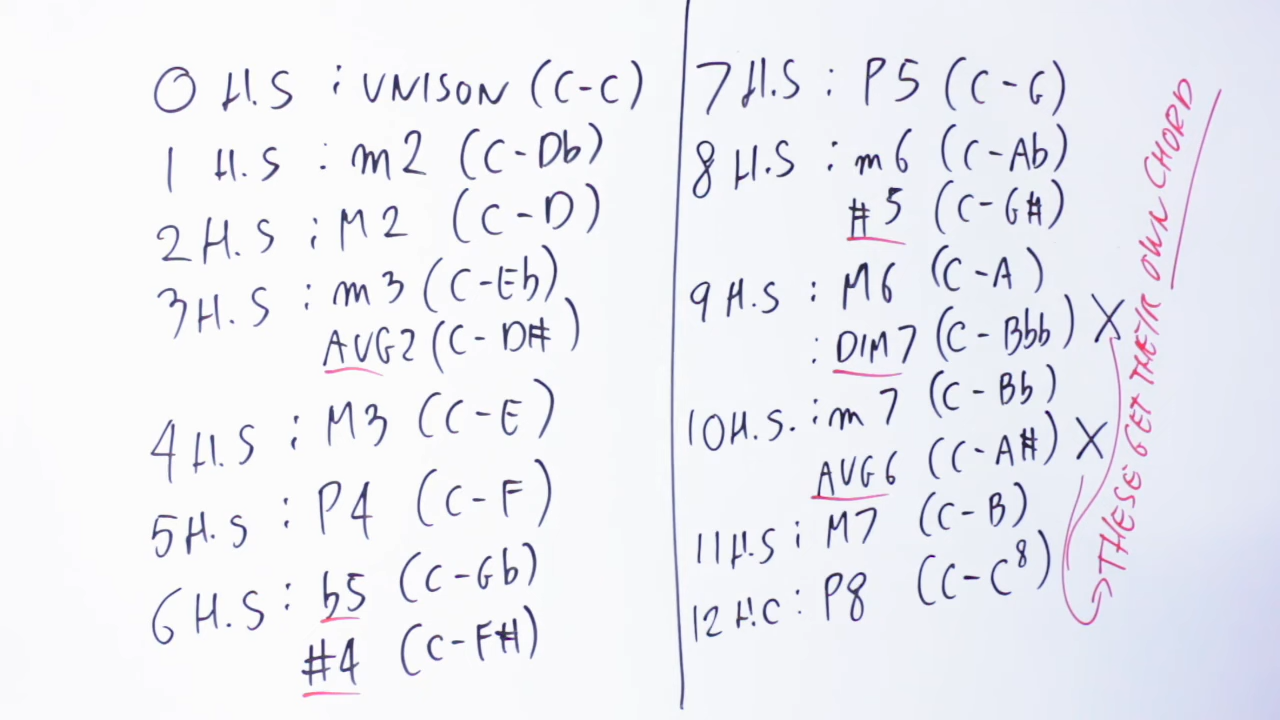 0 H.S : UNISON (C-C)
1 H.S : m2 (C-Db)
2 H.S : M2 (C-D)
3 H.S : m3 (C-Eb)
AUG2 (C-D#)
4 H.S : M3 (C-E)
5 H.S : P4 (C-F)
6 H.S : b5 (C-Gb)
#4 (C-F#)
7 H.S : P5 (C-G)
8 H.S : m6 (C-Ab)
#5 (C-G#)
9 H.S : M6 (C-A)
: DIM7 (C-Bbb) X
10 H.S. : m7 (C-Bb)
AUG6 (C-A#) X
11 H.S : M7 (C-B)
12 H.C : P8 (C-C⁸)
THESE GET THEIR OWN CHORD